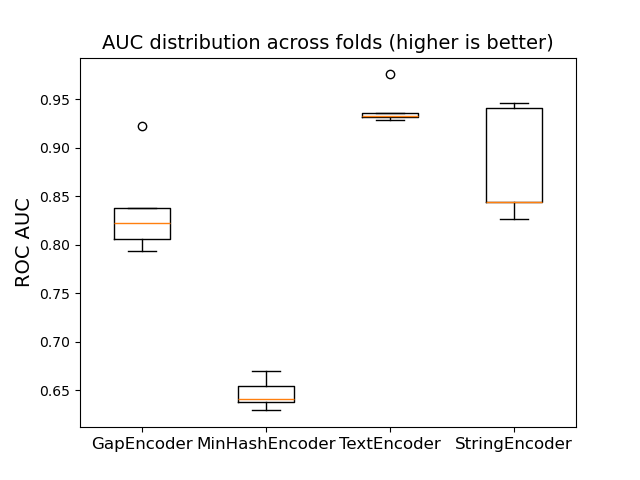 AUC distribution across folds (higher is better)
ROC AUC
0.95
0.90
0.85
0.80
0.75
0.70
0.65
GapEncoder MinHashEncoder TextEncoder StringEncoder